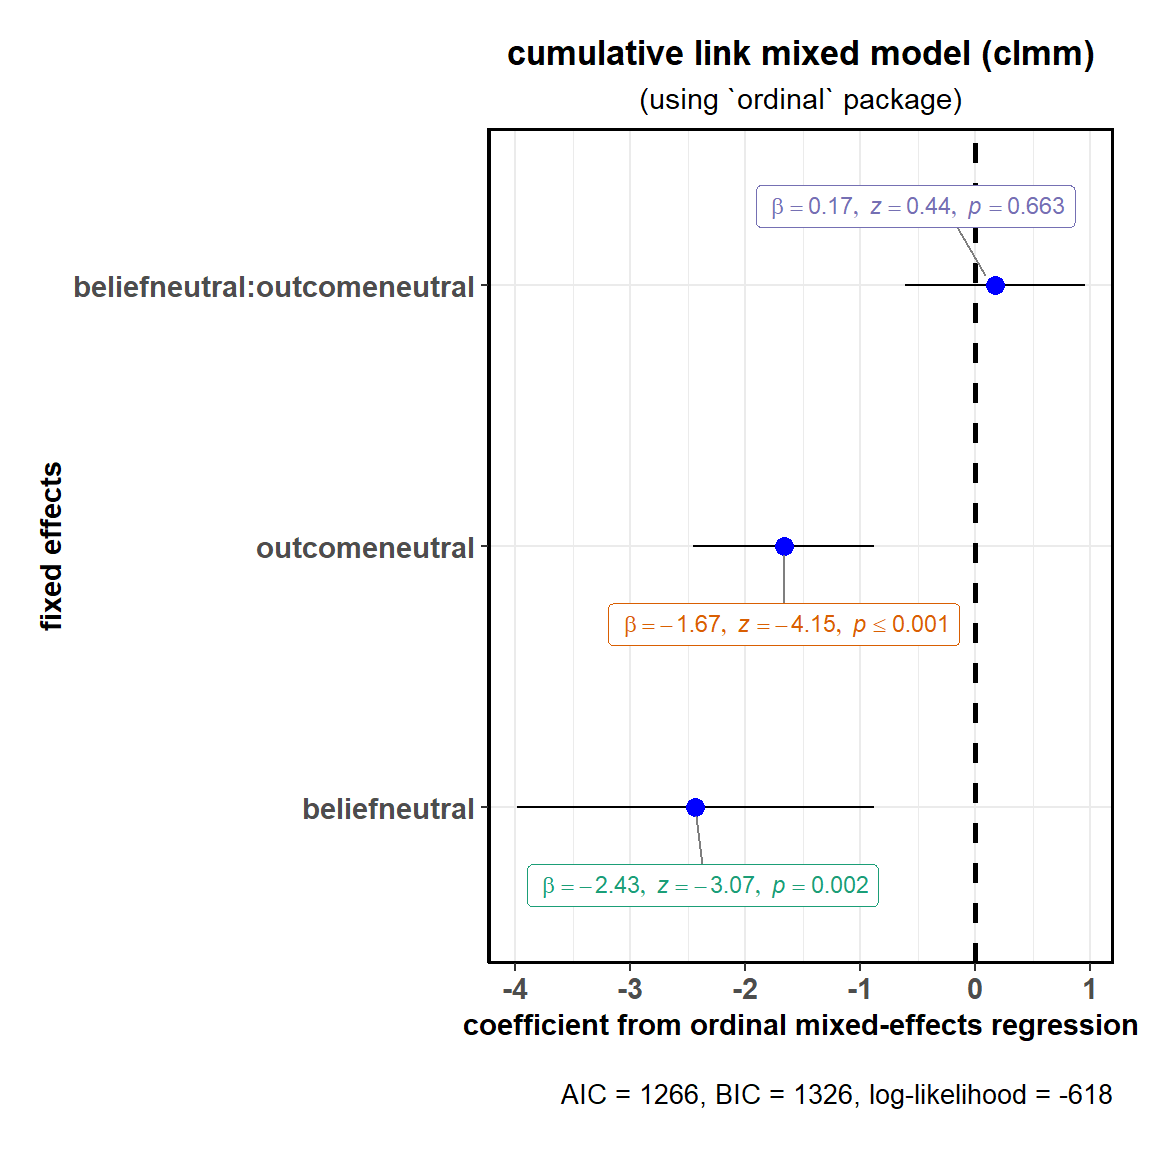 cumulative link mixed model (clmm)
(using `ordinal` package)
β = 0.17, z = 0.44, p = 0.663
beliefneutral:outcomeneutral
fixed effects
outcomeneutral
β = −1.67, z = −4.15, p ≤ 0.001
beliefneutral
β = −2.43, z = −3.07, p = 0.002
-4 -3 -2 -1 0 1
coefficient from ordinal mixed-effects regression
AIC = 1266, BIC = 1326, log-likelihood = -618